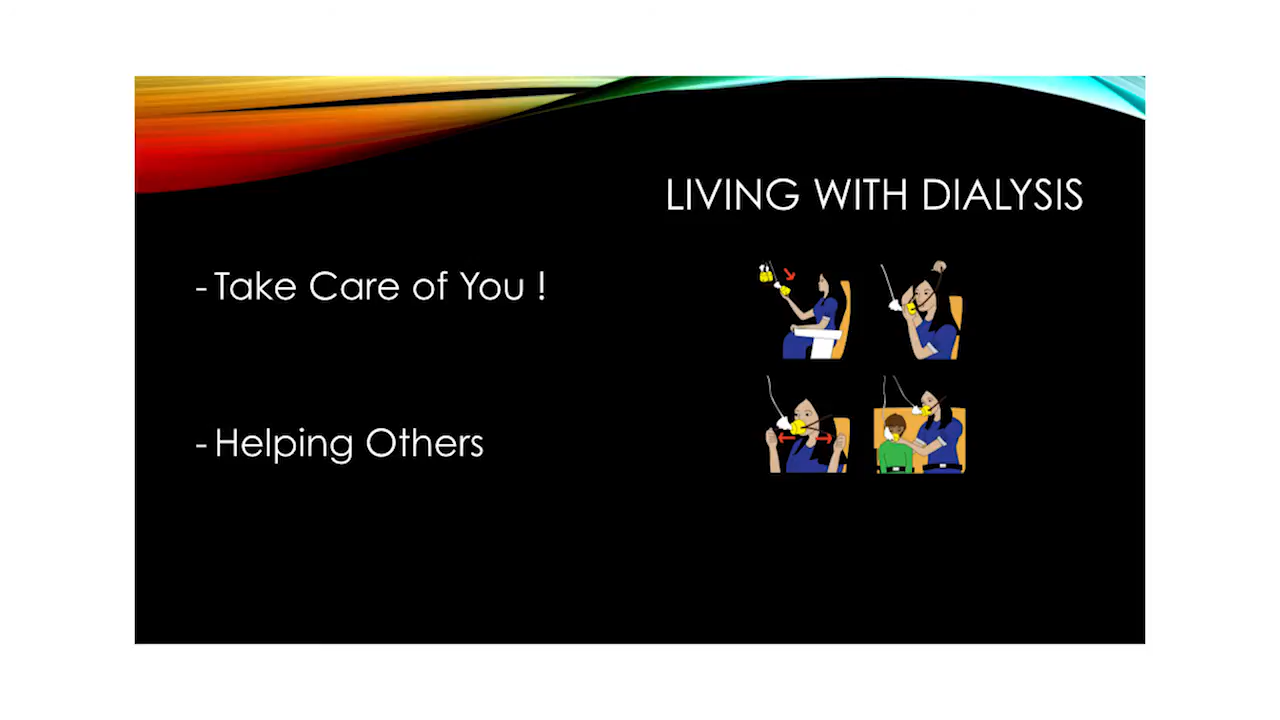 LIVING WITH DIALYSIS
- Take Care of You !
- Helping Others